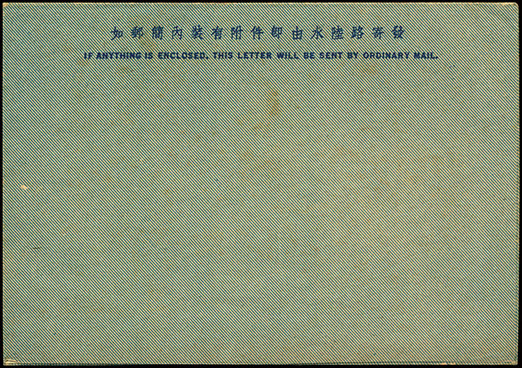 如郵簡內裝有附件卽由水陸路寄發
IF ANYTHING IS ENCLOSED, THIS LETTER WILL BE SENT BY ORDINARY MAIL.